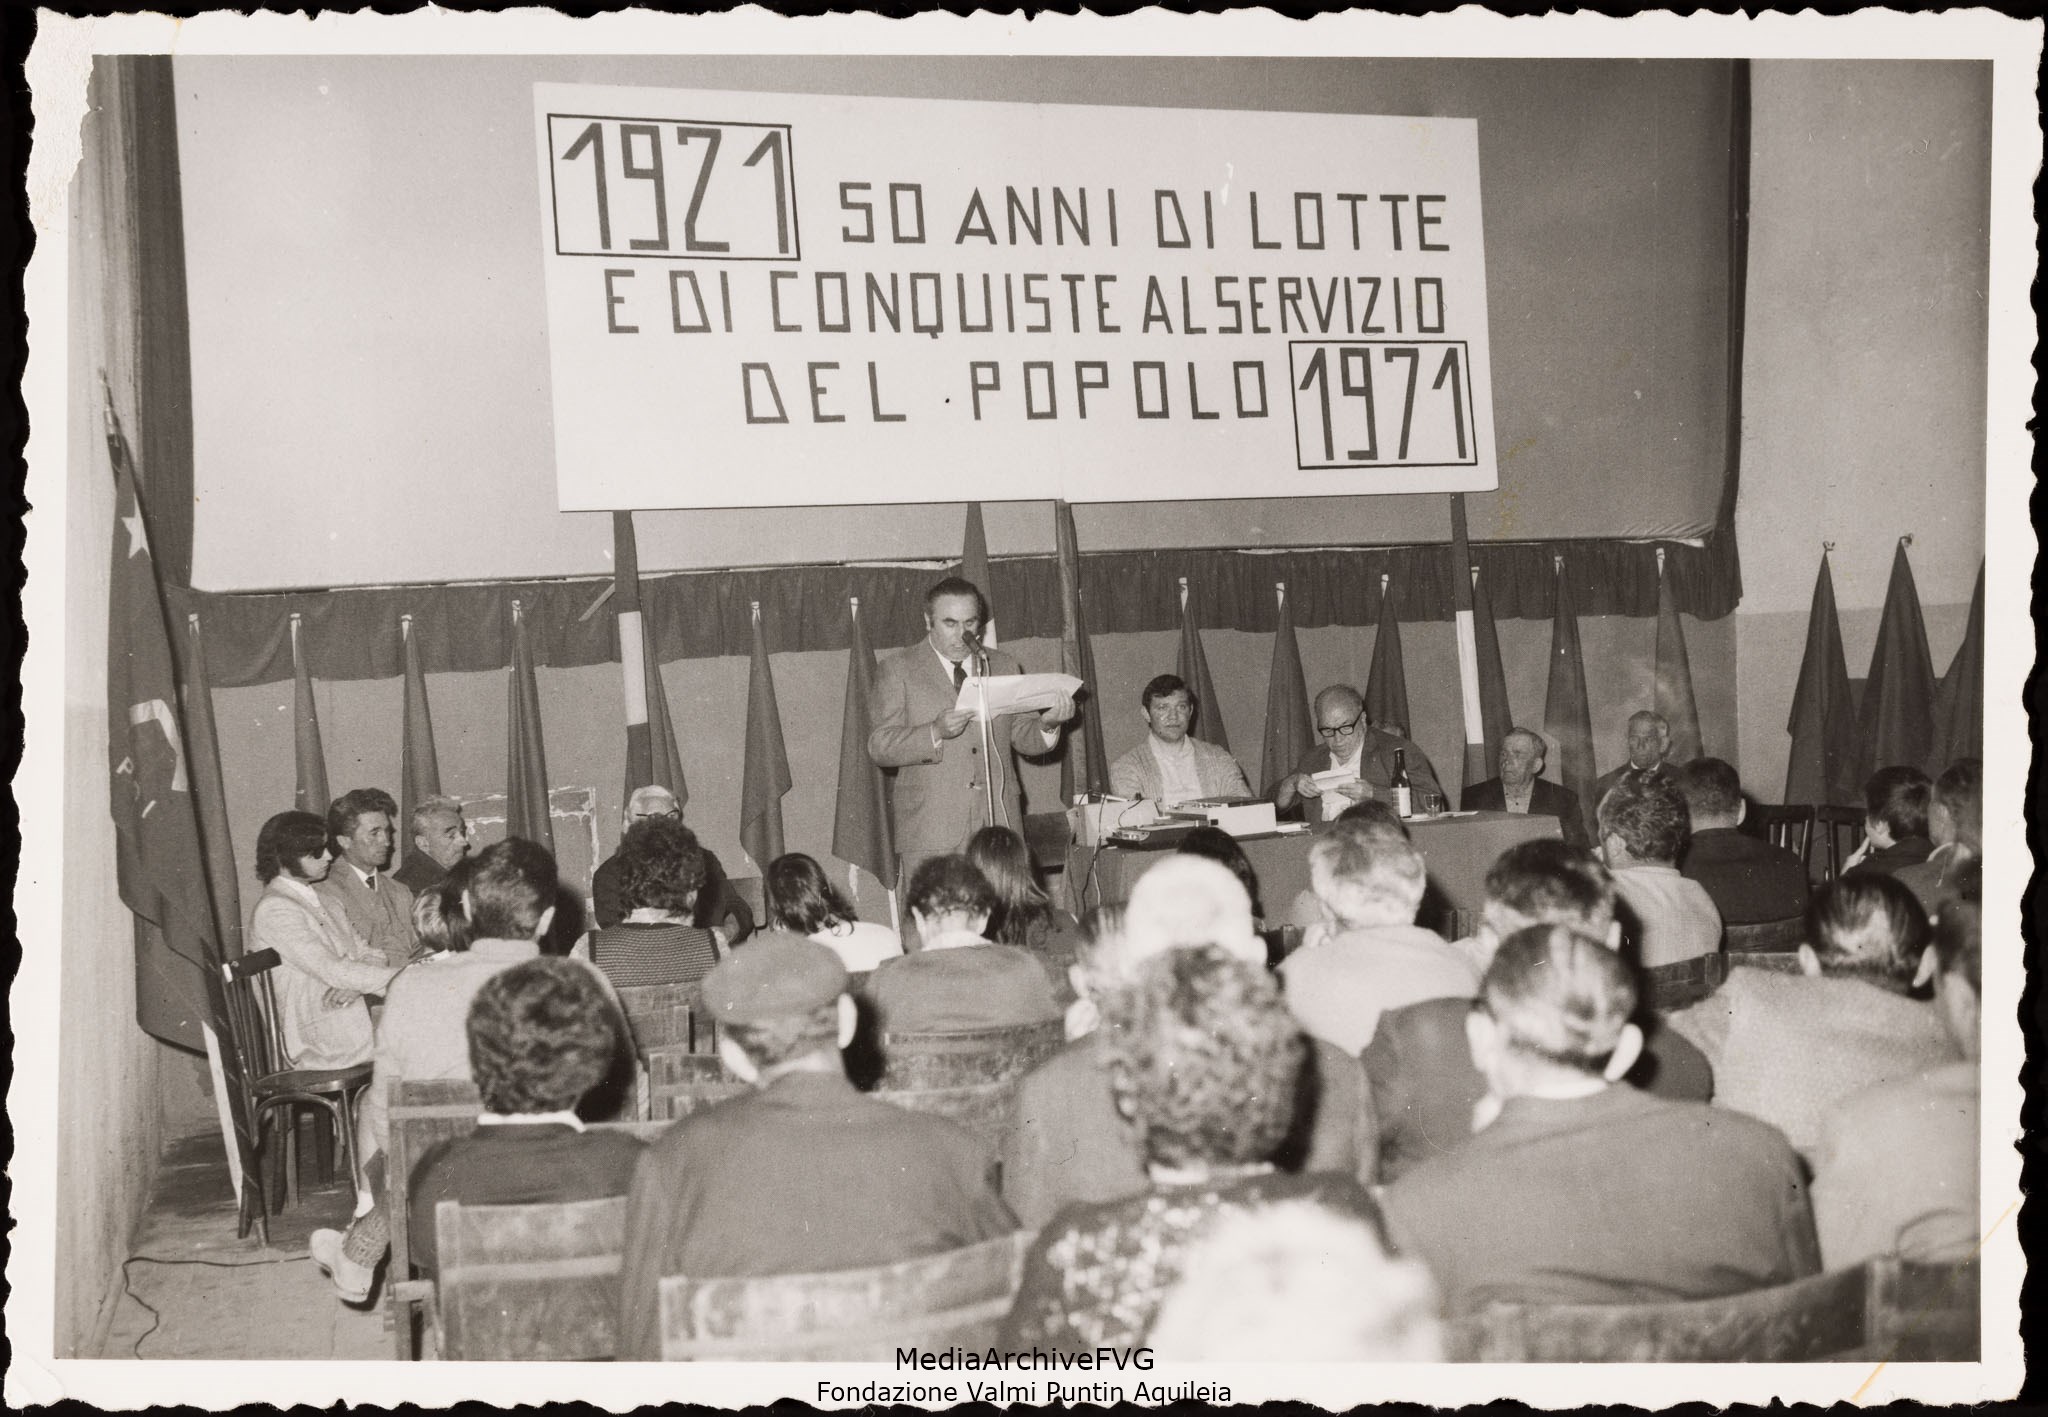 1921 50 ANNI DI LOTTE
E DI CONQUISTE AL SERVIZIO
DEL POPOLO 1971
MediaArchiveFVG
Fondazione Valmi Puntin Aquileia